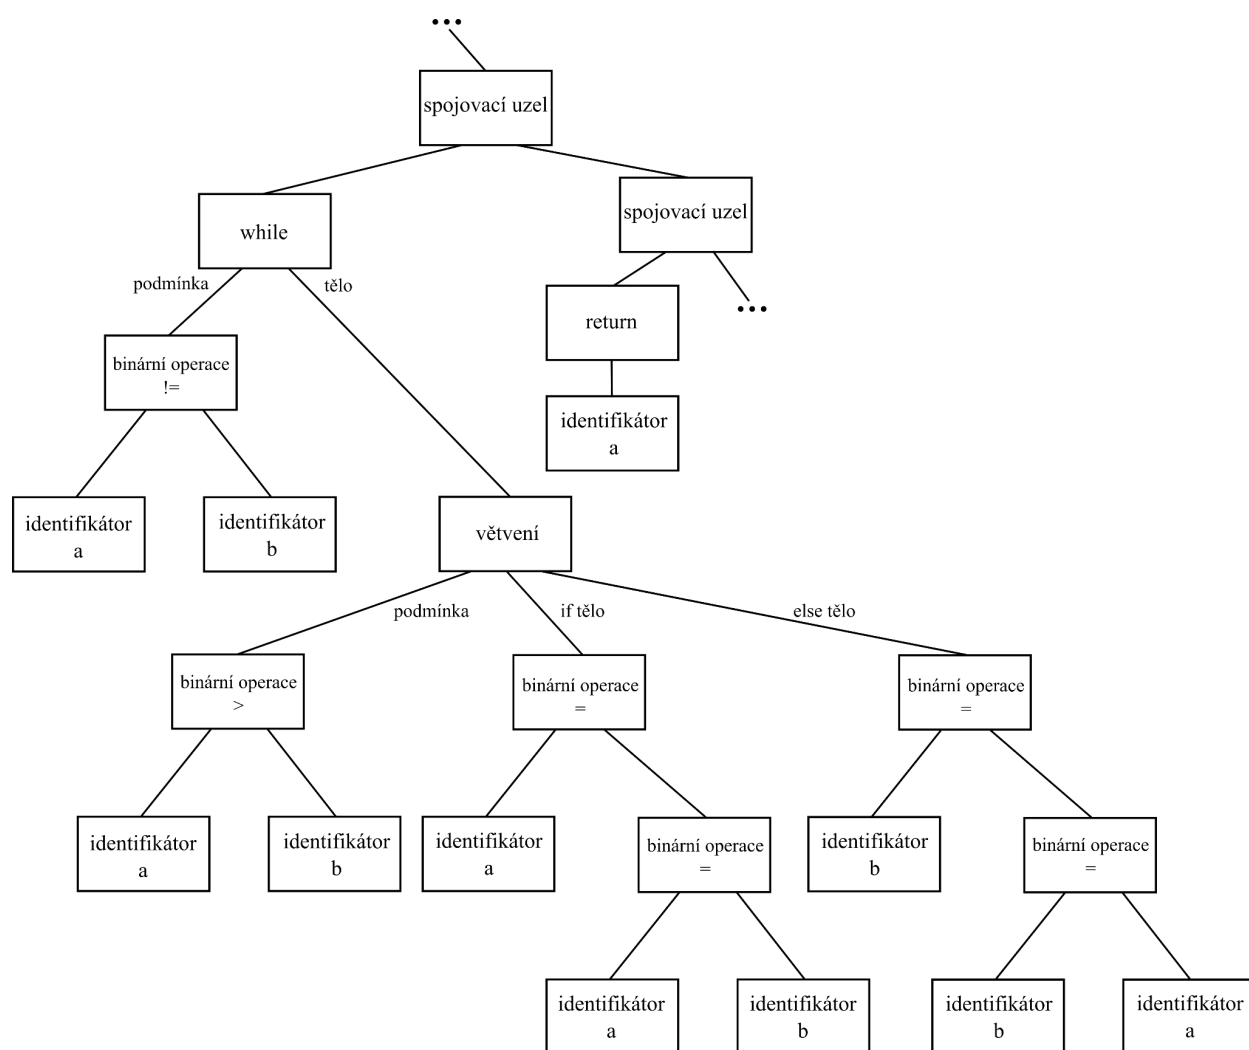 •••
spojovací uzel
while
spojovací uzel
podmínka
tělo
•••
return
binární operace
!=
identifikátor
a
identifikátor
a
identifikátor
b
větvení
podmínka
if tělo
else tělo
binární operace
>
binární operace
=
binární operace
=
identifikátor
a
identifikátor
b
identifikátor
a
binární operace
=
identifikátor
b
binární operace
=
identifikátor
a
identifikátor
b
identifikátor
b
identifikátor
a